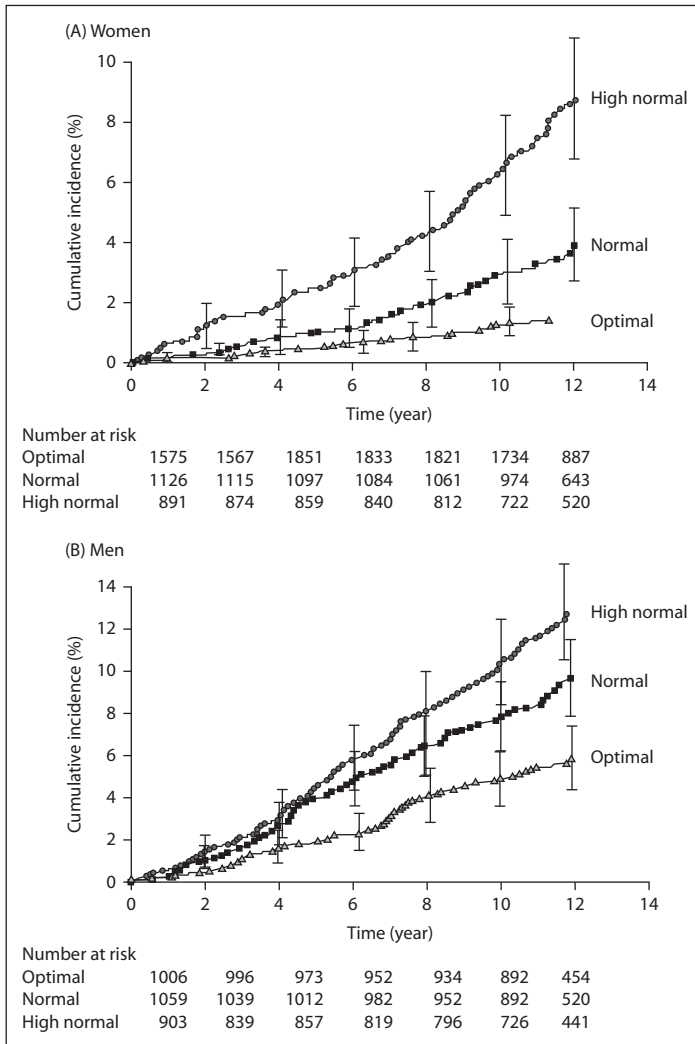 (A) Women
10
8
6
4
2
0
Cumulative incidence (%)
High normal
Normal
Optimal
0 2 4 6 8 10 12 14
Time (year)
Number at risk
Optimal 1575 1567 1851 1833 1821 1734 887
Normal 1126 1115 1097 1084 1061 974 643
High normal 891 874 859 840 812 722 520
(B) Men
14
12
10
8
6
4
2
0
Cumulative incidence (%)
High normal
Normal
Optimal
0 2 4 6 8 10 12 14
Time (year)
Number at risk
Optimal 1006 996 973 952 934 892 454
Normal 1059 1039 1012 982 952 892 520
High normal 903 839 857 819 796 726 441